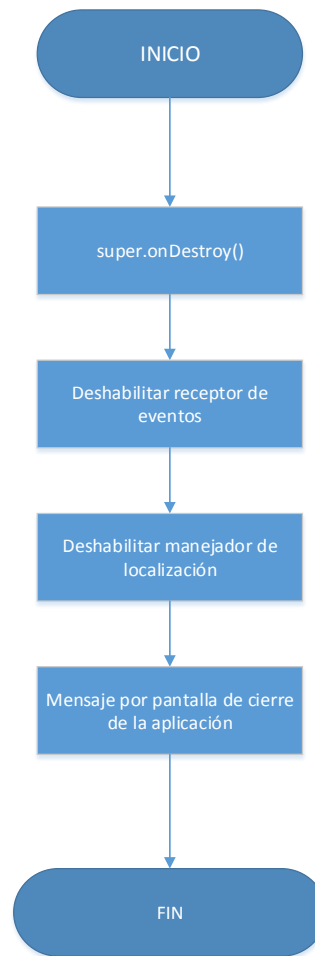 INICIO
super.onDestroy()
Deshabilitar receptor de
eventos
Deshabilitar manejador de
localización
Mensaje por pantalla de cierre
de la aplicación
FIN